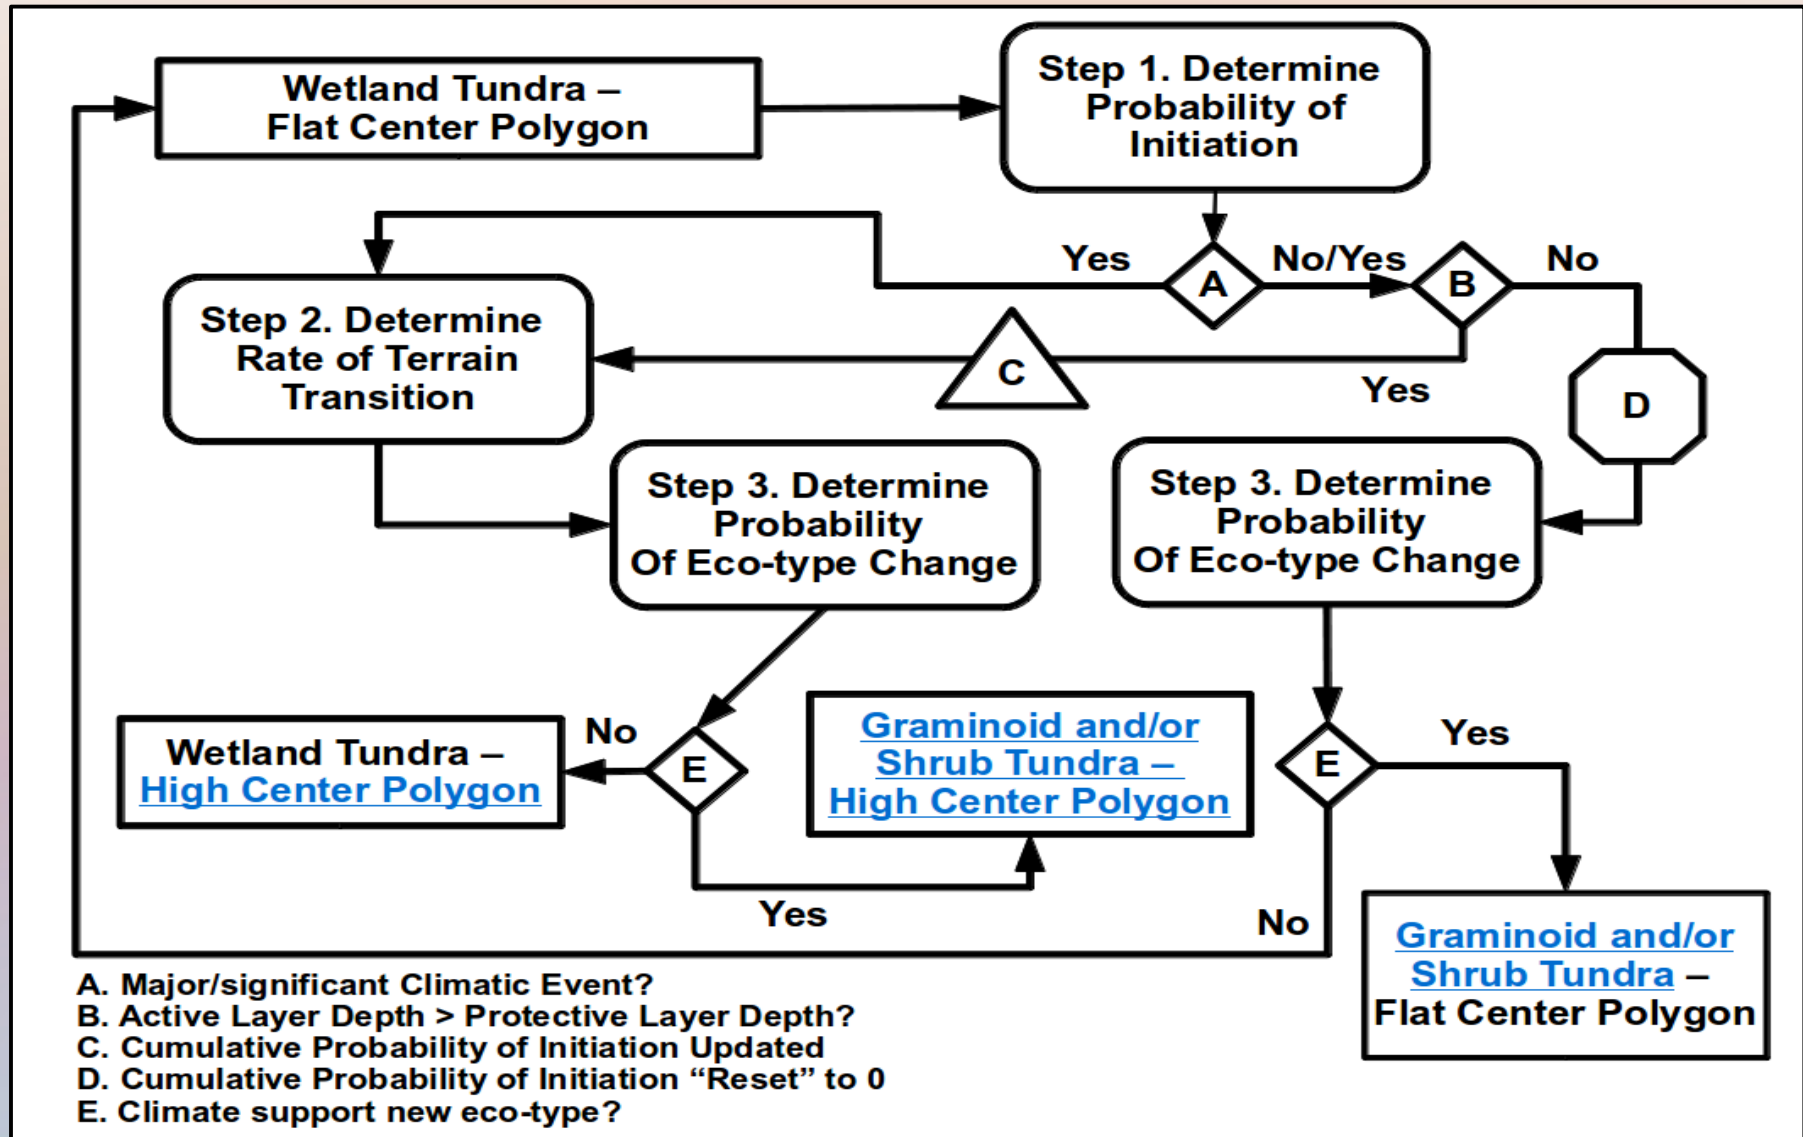 Wetland Tundra –
Flat Center Polygon
Step 1. Determine
Probability of
Initiation
Yes
A
No/Yes
B
No
Step 2. Determine
Rate of Terrain
Transition
C
Yes
D
Step 3. Determine
Probability
Of Eco-type Change
Step 3. Determine
Probability
Of Eco-type Change
Wetland Tundra –
High Center Polygon
No
E
Yes
Graminoid and/or
Shrub Tundra –
High Center Polygon
E
Yes
No
Graminoid and/or
Shrub Tundra –
Flat Center Polygon
A. Major/significant Climatic Event?
B. Active Layer Depth > Protective Layer Depth?
C. Cumulative Probability of Initiation Updated
D. Cumulative Probability of Initiation “Reset” to 0
E. Climate support new eco-type?